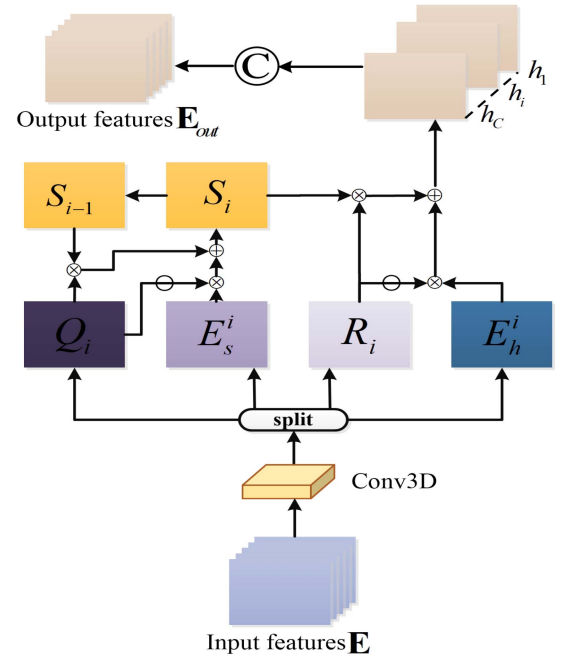 C
h_1
h_i
h_C
Output features E_out
S_{i-1}
S_i
Q_i
E_s^i
R_i
E_h^i
split
Conv3D
Input features E